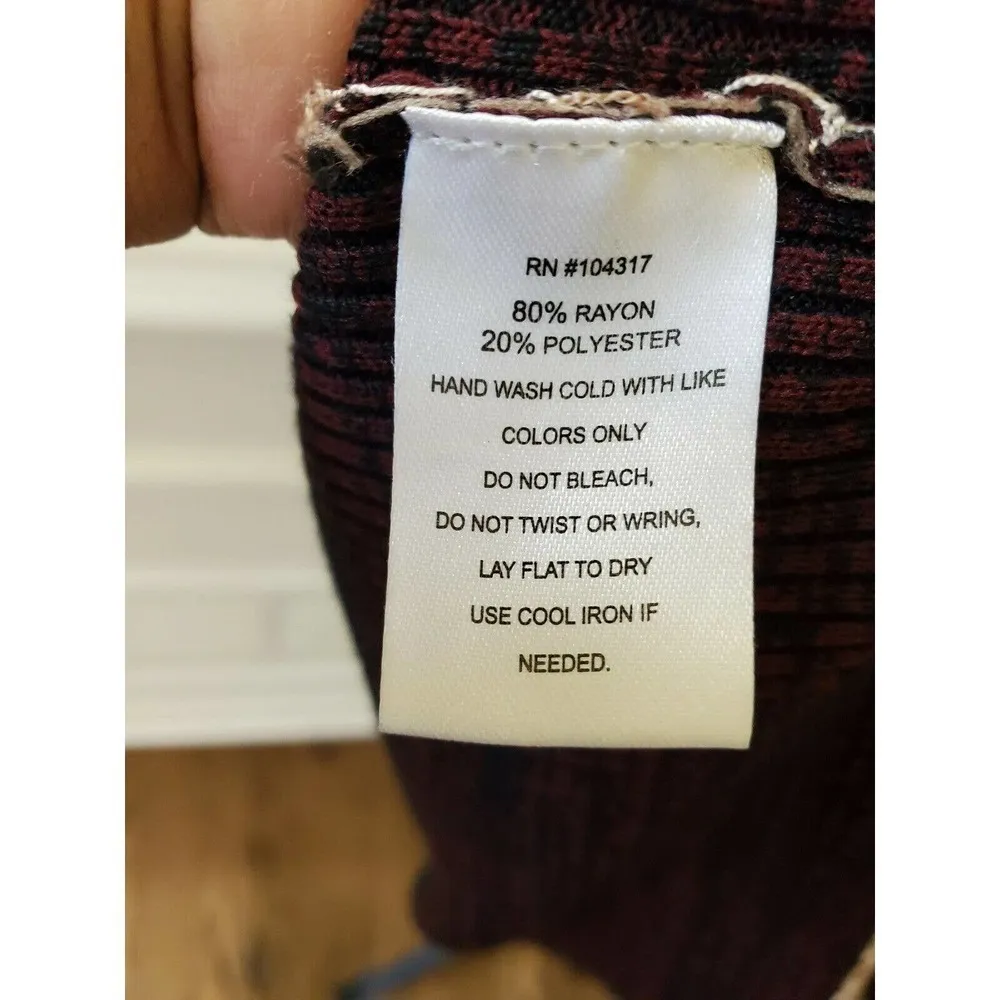 RN #104317
80% RAYON
20% POLYESTER
HAND WASH COLD WITH LIKE
COLORS ONLY
DO NOT BLEACH,
DO NOT TWIST OR WRING,
LAY FLAT TO DRY
USE COOL IRON IF
NEEDED.